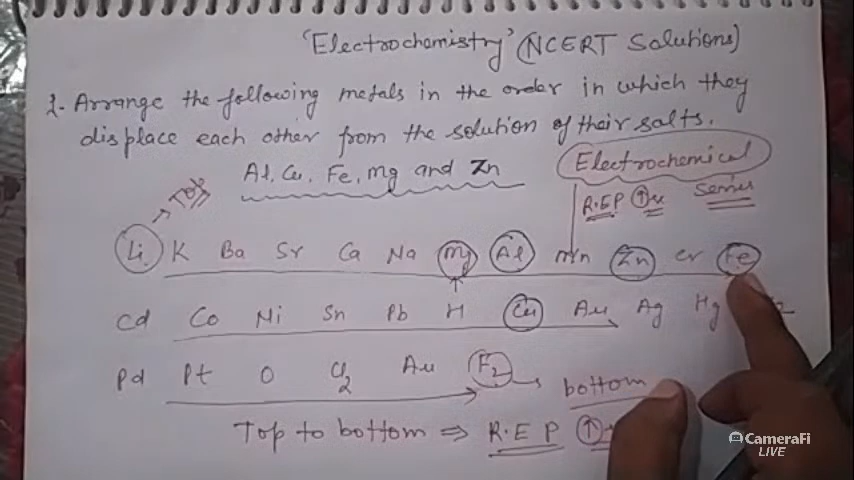 'Electrochemistry' (NCERT Solutions)
1- Arrange the following metals in the order in which they
displace each other from the solution of their salts.
Al, Cu, Fe, Mg and Zn
Electrochemical
Series
R.E.P ↑
→ Top
Li K Ba Sr Ca Na Mg Al Mn Zn Cr Fe
Cd Co Ni Sn Pb H Cu Au Ag Hg
Pd Pt O Cl2 Au F2
bottom
Top to bottom ⇒ R.E.P ↑
CameraFi
LIVE